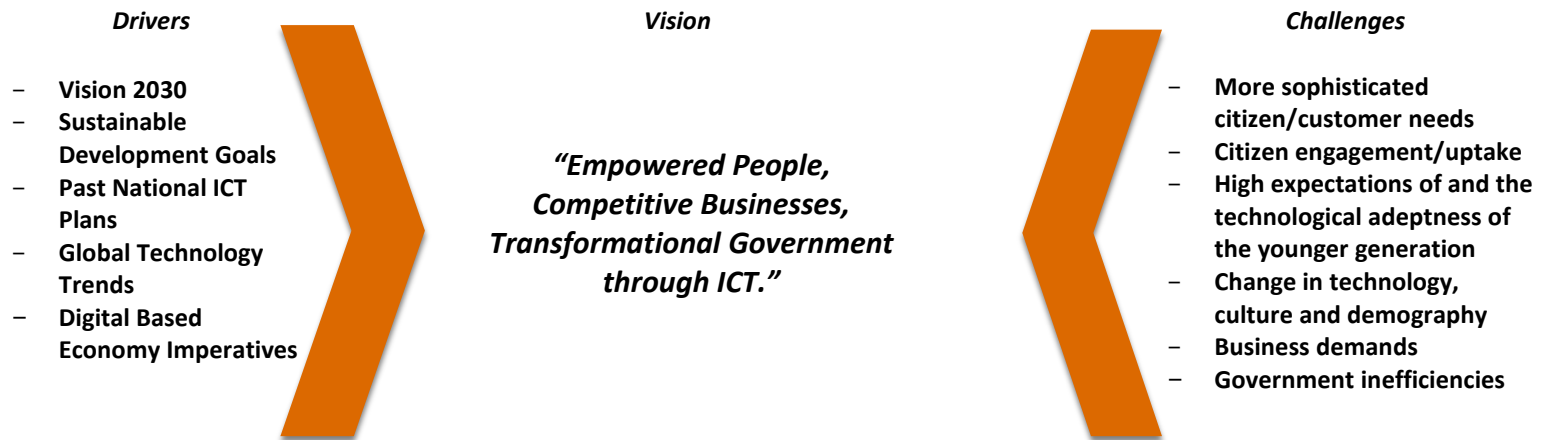 Drivers
– Vision 2030
– Sustainable
Development Goals
– Past National ICT
Plans
– Global Technology
Trends
– Digital Based
Economy Imperatives
Vision
“Empowered People,
Competitive Businesses,
Transformational Government
through ICT.”
Challenges
– More sophisticated
citizen/customer needs
– Citizen engagement/uptake
– High expectations of and the
technological adeptness of
the younger generation
– Change in technology,
culture and demography
– Business demands
– Government inefficiencies